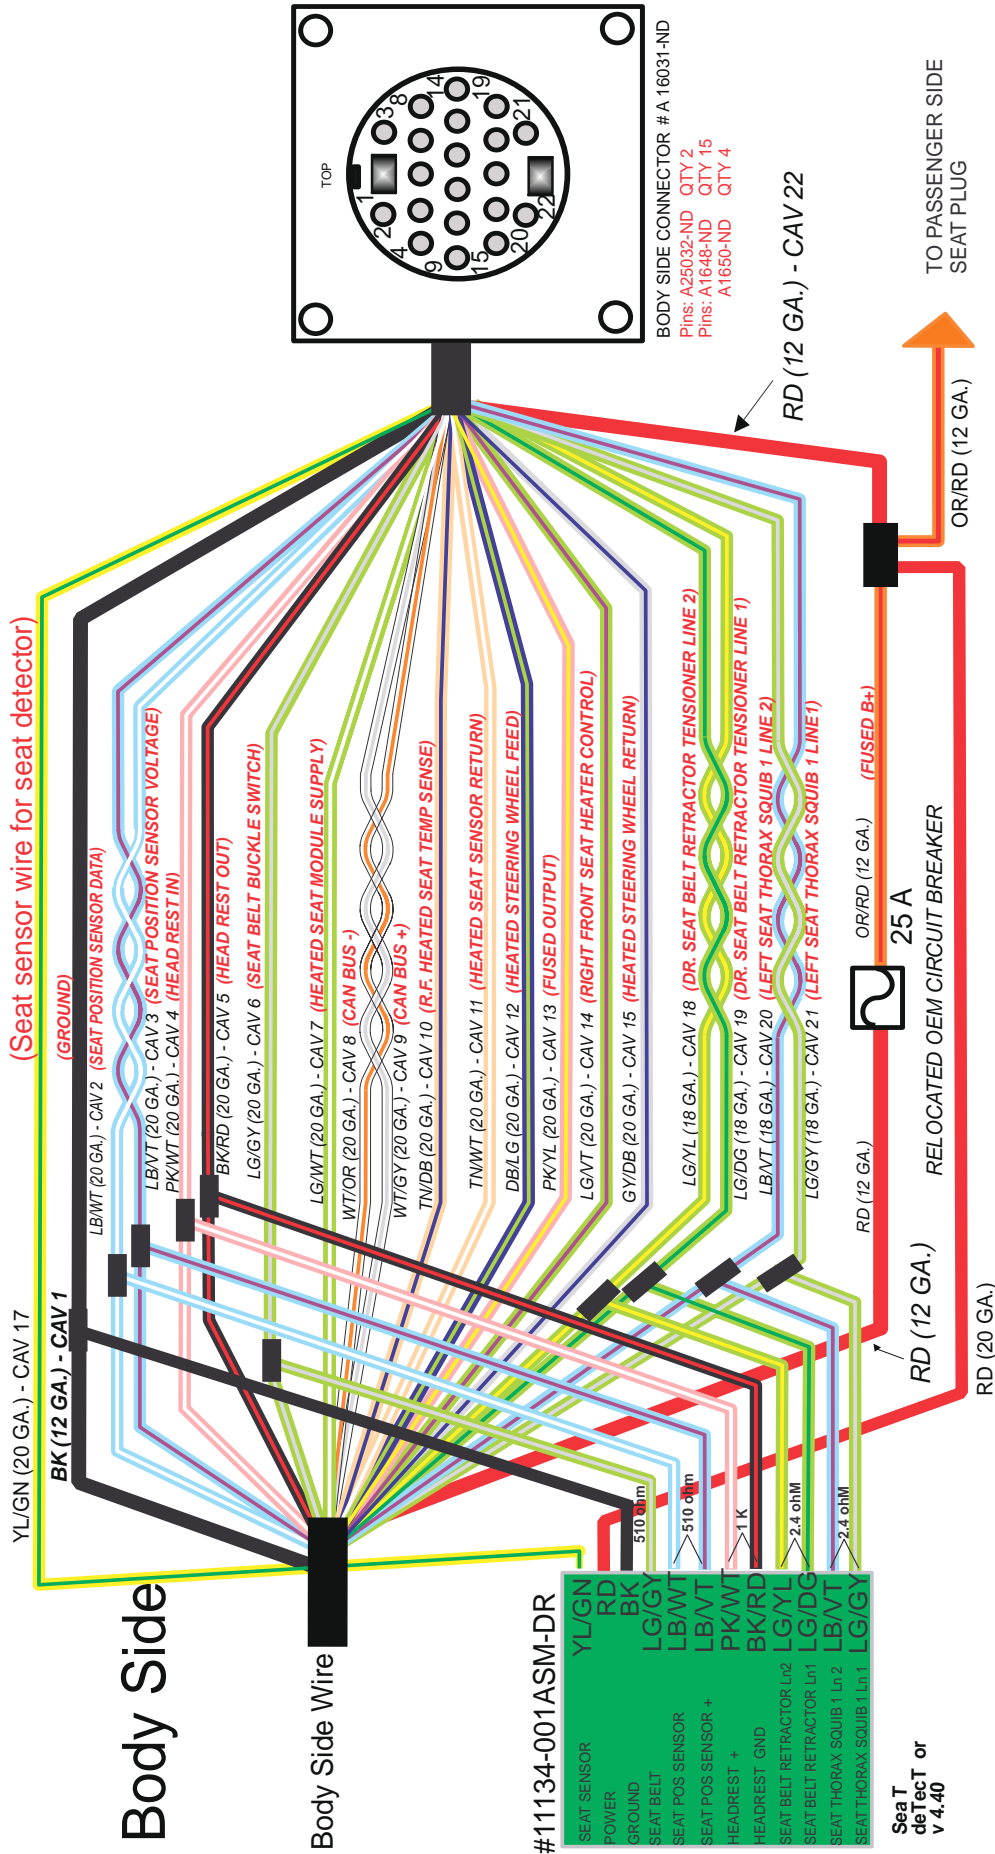 Body Side
Body Side Wire
YL/GN (20 GA.) - CAV 17
(Seat sensor wire for seat detector)
BK (12 GA.) - CAV 1
(GROUND)
LB/WT (20 GA.) - CAV 2 (SEAT POSITION SENSOR DATA)
LB/VT (20 GA.) - CAV 3 (SEAT POSITION SENSOR VOLTAGE)
PK/WT (20 GA.) - CAV 4 (HEAD REST IN)
BK/RD (20 GA.) - CAV 5 (HEAD REST OUT)
LG/GY (20 GA.) - CAV 6 (SEAT BELT BUCKLE SWITCH)
LG/WT (20 GA.) - CAV 7 (HEATED SEAT MODULE SUPPLY)
WT/OR (20 GA.) - CAV 8 (CAN BUS -)
WT/GY (20 GA.) - CAV 9 (CAN BUS +)
TN/DB (20 GA.) - CAV 10 (R.F. HEATED SEAT TEMP SENSE)
TN/WT (20 GA.) - CAV 11 (HEATED SEAT SENSOR RETURN)
DB/LG (20 GA.) - CAV 12 (HEATED STEERING WHEEL FEED)
PK/YL (20 GA.) - CAV 13 (FUSED OUTPUT)
LG/VT (20 GA.) - CAV 14 (RIGHT FRONT SEAT HEATER CONTROL)
GY/DB (20 GA.) - CAV 15 (HEATED STEERING WHEEL RETURN)
LG/YL (18 GA.) - CAV 18 (DR. SEAT BELT RETRACTOR TENSIONER LINE 2)
LG/DG (18 GA.) - CAV 19 (DR. SEAT BELT RETRACTOR TENSIONER LINE 1)
LB/VT (18 GA.) - CAV 20 (LEFT SEAT THORAX SQUIB 1 LINE 2)
LG/GY (18 GA.) - CAV 21 (LEFT SEAT THORAX SQUIB 1 LINE1)
RD (12 GA.)
OR/RD (12 GA.)
(FUSED B+)
25 A
RELOCATED OEM CIRCUIT BREAKER
RD (12 GA.)
RD (20 GA.)
TOP
1
2
3
4
8
9
14
15
19
20
21
22
BODY SIDE CONNECTOR # A 16031-ND
Pins: A25032-ND QTY 2
Pins: A1648-ND QTY 15
A1650-ND QTY 4
RD (12 GA.) - CAV 22
OR/RD (12 GA.)
TO PASSENGER SIDE
SEAT PLUG
#11134-001ASM-DR
SEAT SENSOR YL/GN
POWER RD
GROUND BK
SEAT BELT LG/GY 510 ohm
SEAT POS SENSOR LB/WT
510 ohm
SEAT POS SENSOR + LB/VT
HEADREST + PK/WT
1 K
HEADREST GND BK/RD
SEAT BELT RETRACTOR Ln2 LG/YL
2.4 ohM
SEAT BELT RETRACTOR Ln1 LG/DG
SEAT THORAX SQUIB 1 Ln 2 LB/VT
2.4 ohM
SEAT THORAX SQUIB 1 Ln 1 LG/GY
SeaT
deTecT or
v 4.40